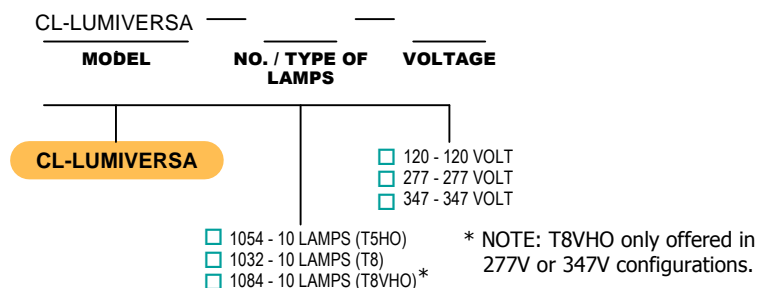 CL-LUMIVERSA
MODEL
NO. / TYPE OF
LAMPS
VOLTAGE
CL-LUMIVERSA
120 - 120 VOLT
277 - 277 VOLT
347 - 347 VOLT
1054 - 10 LAMPS (T5HO)
1032 - 10 LAMPS (T8)
1084 - 10 LAMPS (T8VHO)*
* NOTE: T8VHO only offered in
277V or 347V configurations.